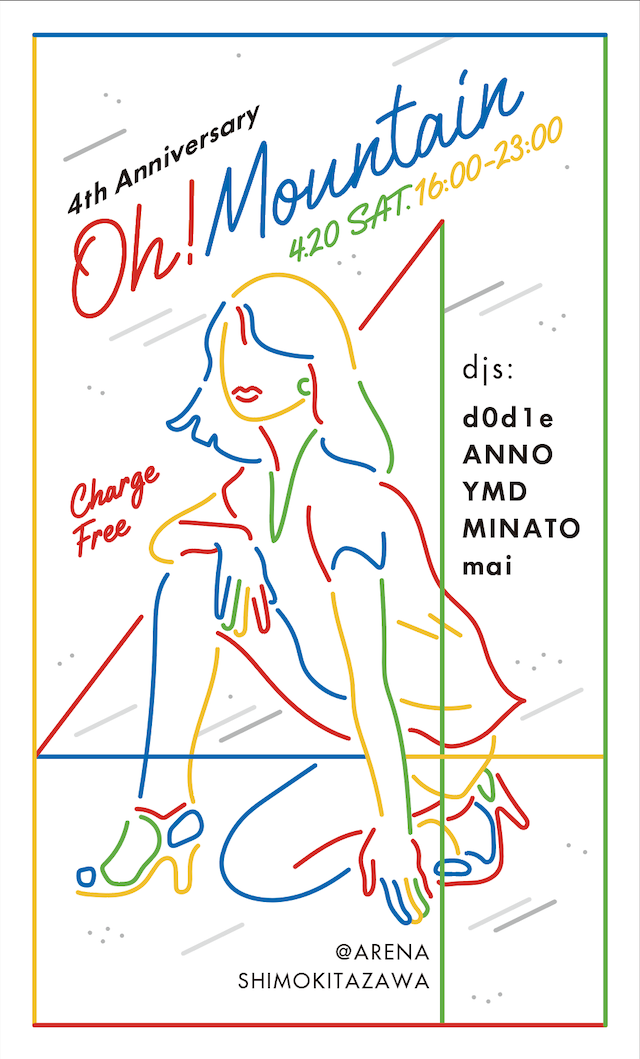 4th Anniversary
Oh! Mountain
4.20 SAT. 16:00-23:00
djs:
d0d1e
ANNO
YMD
MINATO
mai
Charge
Free
@ARENA
SHIMOKITAZAWA